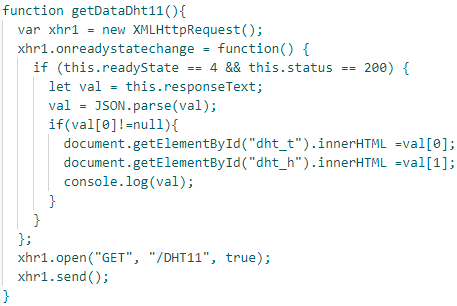 function getDataDht11(){
  var xhr1 = new XMLHttpRequest();
  xhr1.onreadystatechange = function() {
    if (this.readyState == 4 && this.status == 200) {
      let val = this.responseText;
      val = JSON.parse(val);
      if(val[0]!=null){
        document.getElementById("dht_t").innerHTML =val[0];
        document.getElementById("dht_h").innerHTML =val[1];
        console.log(val);
      }
    }
  };
  xhr1.open("GET", "/DHT11", true);
  xhr1.send();
}